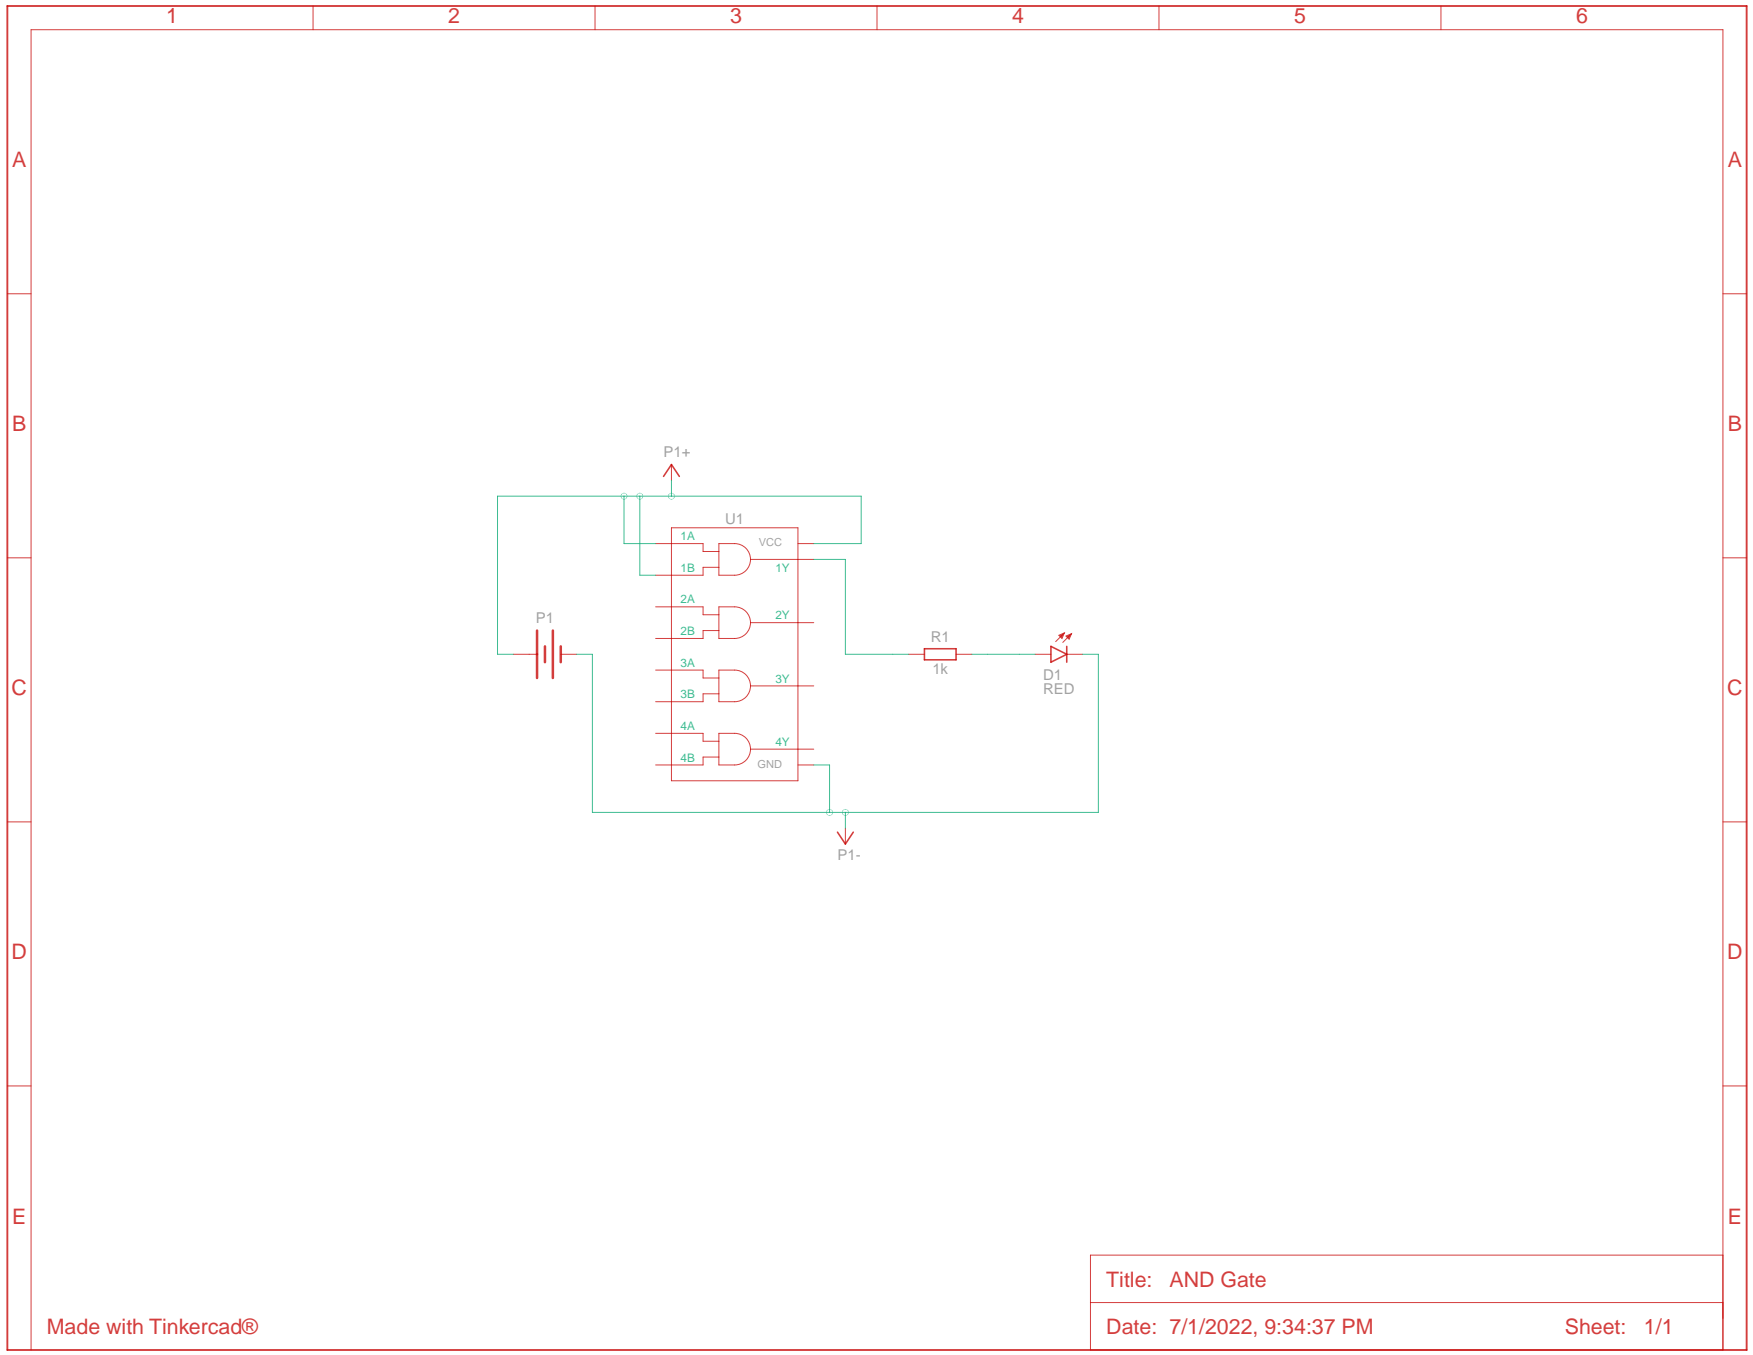 1 2 3 4 5 6
A A
B B
P1+
U1
1A VCC
1B 1Y
2A 2Y
P1
2B
R1
3A
1k
3Y
D1
C C
RED
3B
4A
4Y
4B GND
P1-
D D
E E
Title: AND Gate
Made with Tinkercad®
Date: 7/1/2022, 9:34:37 PM Sheet: 1/1